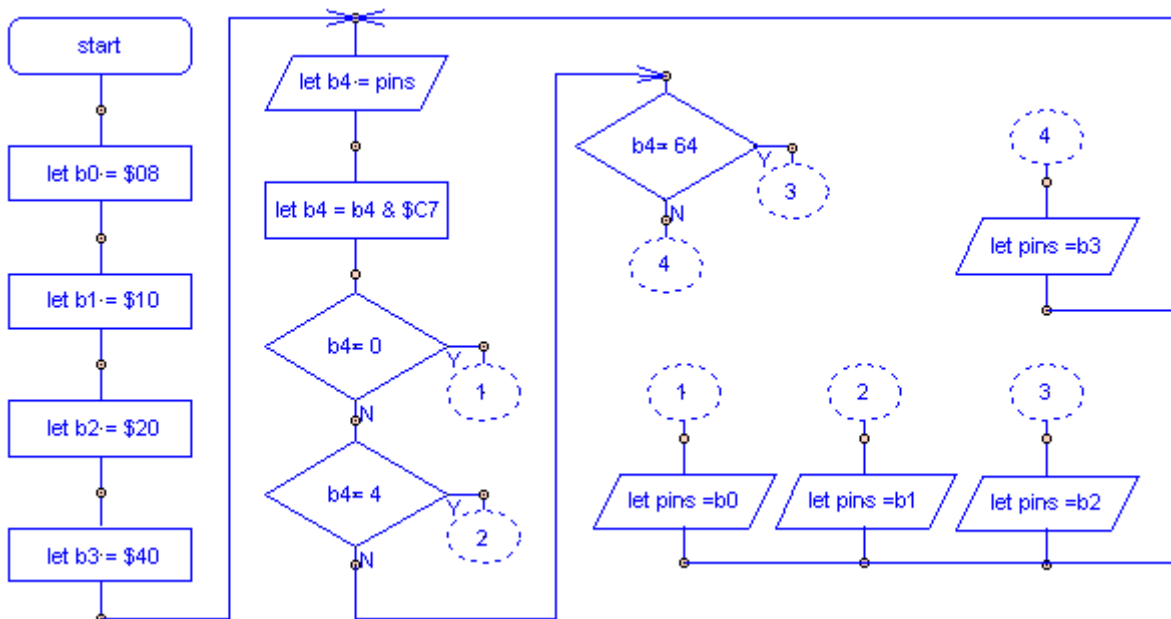 start
let b0 = $08
let b1 = $10
let b2 = $20
let b3 = $40
let b4 = pins
let b4 = b4 & $C7
b4= 0
Y
1
N
b4= 4
Y
2
N
b4= 64
Y
3
N
4
4
let pins =b3
1
let pins =b0
2
let pins =b1
3
let pins =b2